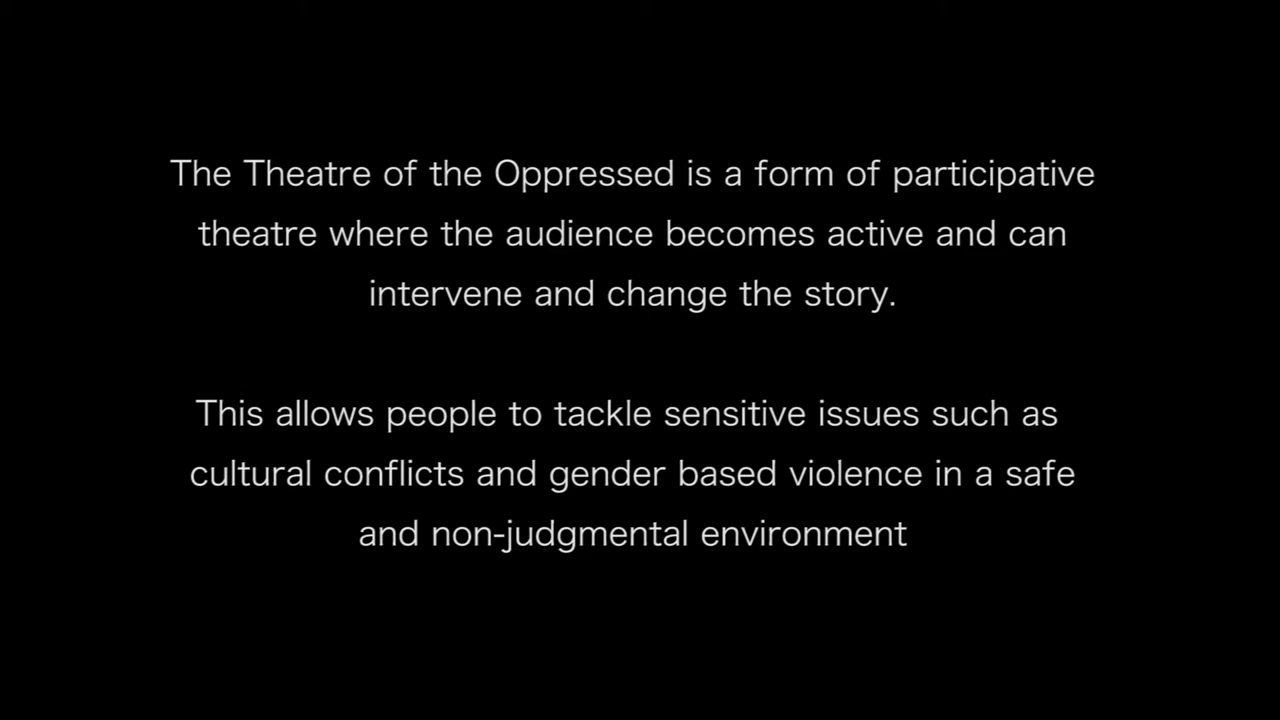 The Theatre of the Oppressed is a form of participative
theatre where the audience becomes active and can
intervene and change the story.
This allows people to tackle sensitive issues such as
cultural conflicts and gender based violence in a safe
and non-judgmental environment